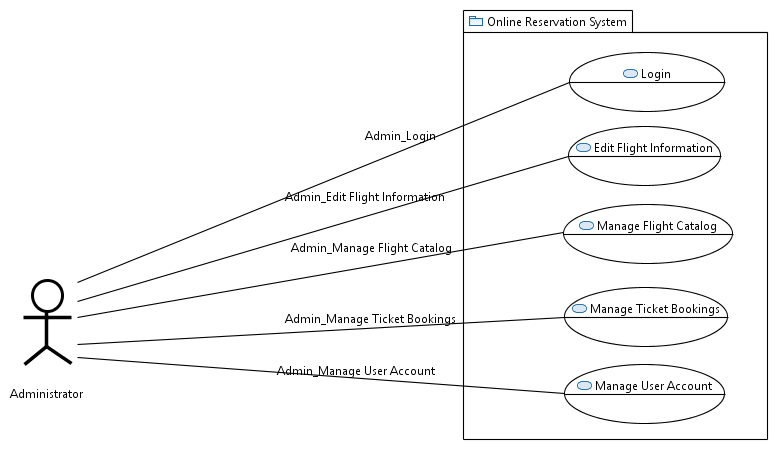 Online Reservation System
Login
Admin_Login
Edit Flight Information
Admin_Edit Flight Information
Manage Flight Catalog
Admin_Manage Flight Catalog
Manage Ticket Bookings
Admin_Manage Ticket Bookings
Admin_Manage User Account
Manage User Account
Administrator